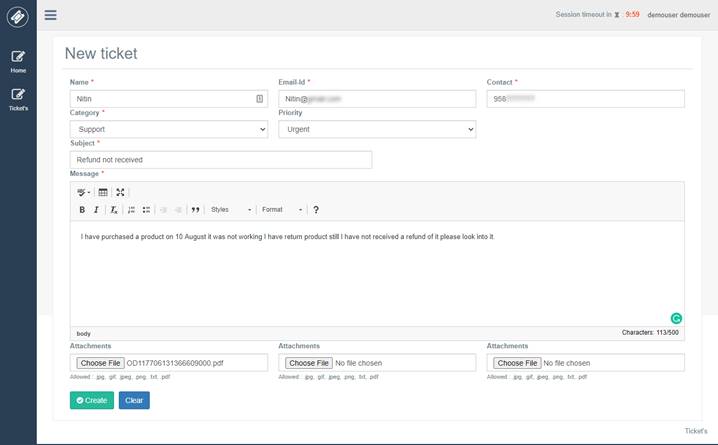 Session timeout in : 9:59 demouser demouser
Home
Ticket's
New ticket
Name * Email-Id * Contact *
Nitin Nitin@ 958
Category * Priority
Support Urgent
Subject *
Refund not received
Message *
B I Tx Styles Format ?
I have purchased a product on 10 August it was not working I have return product still I have not received a refund of it please look into it.
body Characters: 113/500
Attachments Attachments Attachments
Choose File OD117706131366609000.pdf Choose File No file chosen Choose File No file chosen
Allowed : .jpg, .gif, .jpeg, .png, .txt, .pdf Allowed : .jpg, .gif, .jpeg, .png, .txt, .pdf Allowed : .jpg, .gif, .jpeg, .png, .txt, .pdf
Create Clear
Ticket's